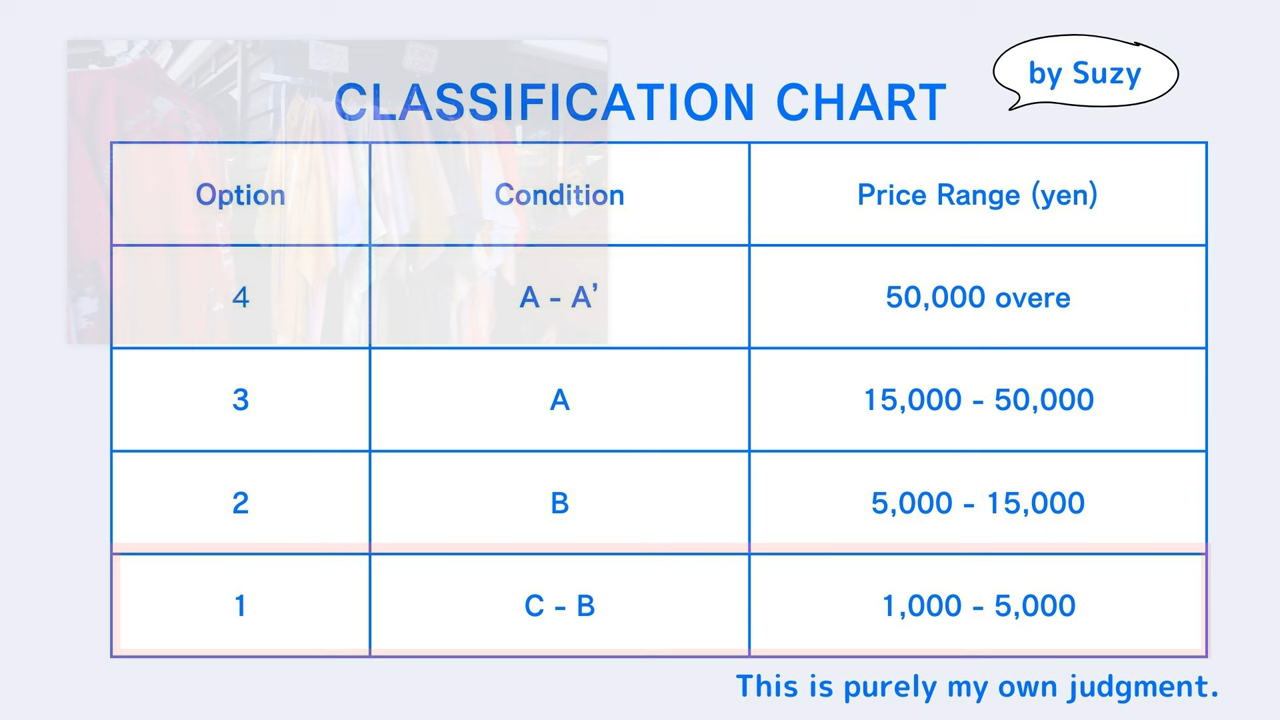 by Suzy
CLASSIFICATION CHART
Option Condition Price Range (yen)
4 A - A’ 50,000 overe
3 A 15,000 - 50,000
2 B 5,000 - 15,000
1 C - B 1,000 - 5,000
This is purely my own judgment.